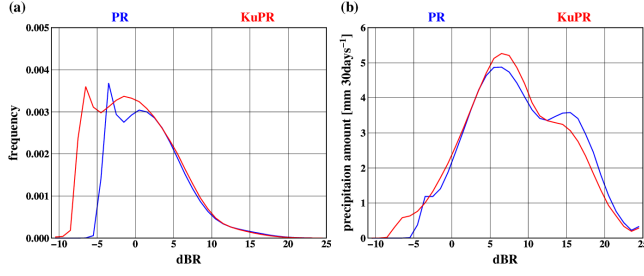 (a) PR KuPR
0.005
0.004
0.003
0.002
0.001
0.000
frequency
-10 -5 0 5 10 15 20 25
dBR
(b) PR KuPR
6
5
4
3
2
1
0
precipitaion amount [mm 30days⁻¹]
-10 -5 0 5 10 15 20 25
dBR